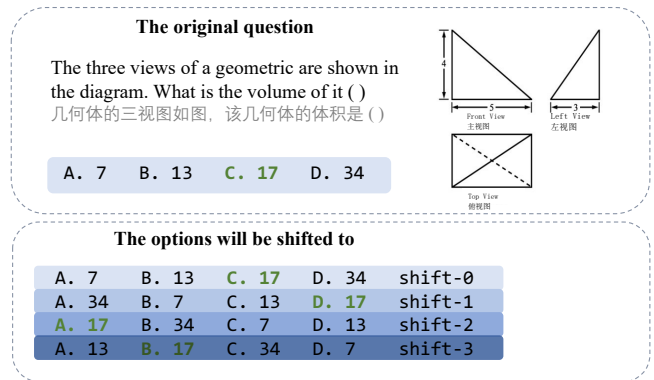 The original question
The three views of a geometric are shown in
the diagram. What is the volume of it ( )
几何体的三视图如图，该几何体的体积是 ( )
A. 7 B. 13 C. 17 D. 34
4
5
3
Front View
主视图
Left View
左视图
Top View
俯视图
The options will be shifted to
A. 7 B. 13 C. 17 D. 34 shift-0
A. 34 B. 7 C. 13 D. 17 shift-1
A. 17 B. 34 C. 7 D. 13 shift-2
A. 13 B. 17 C. 34 D. 7 shift-3